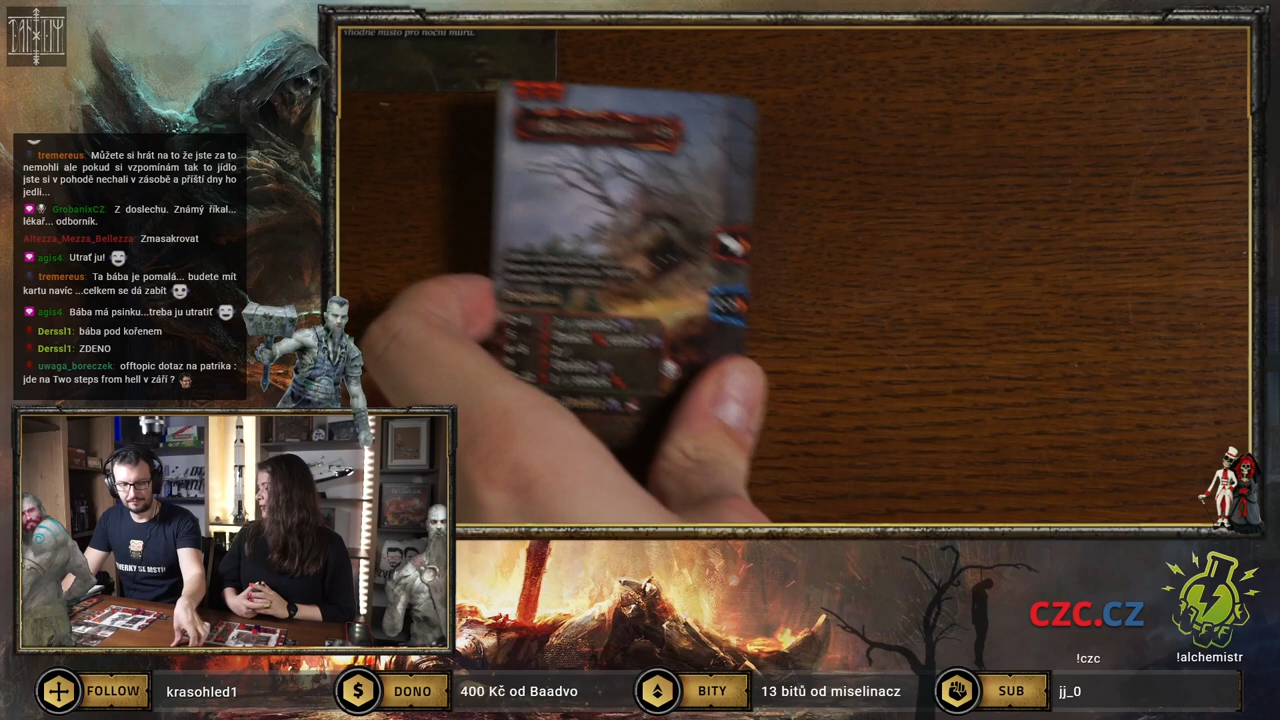 vhodné místo pro noční můru.
tremereus: Můžete si hrát na to že jste za to
nemohli ale pokud si vzpomínám tak to jídlo
jste si v pohodě nechali v zásobě a příští dny ho
jedli...
GrobanixCZ: Z doslechu. Známý říkal...
lékař... odborník.
Altezza_Mezza_Bellezza: Zmasakrovat
agis4: Utrať ju!
tremereus: Ta bába je pomalá... budete mít
kartu navíc ...celkem se dá zabít
agis4: Bába má psinku...treba ju utratiť
Derssl1: bába pod kořenem
Derssl1: ZDENO
uwaga_boreczek: offtopic dotaz na patrika :
jde na Two steps from hell v září ?
CZC.CZ
!czc
!alchemistr
FOLLOW
krasohled1
DONO
400 Kč od Baadvo
BITY
13 bitů od miselinacz
SUB
jj_0